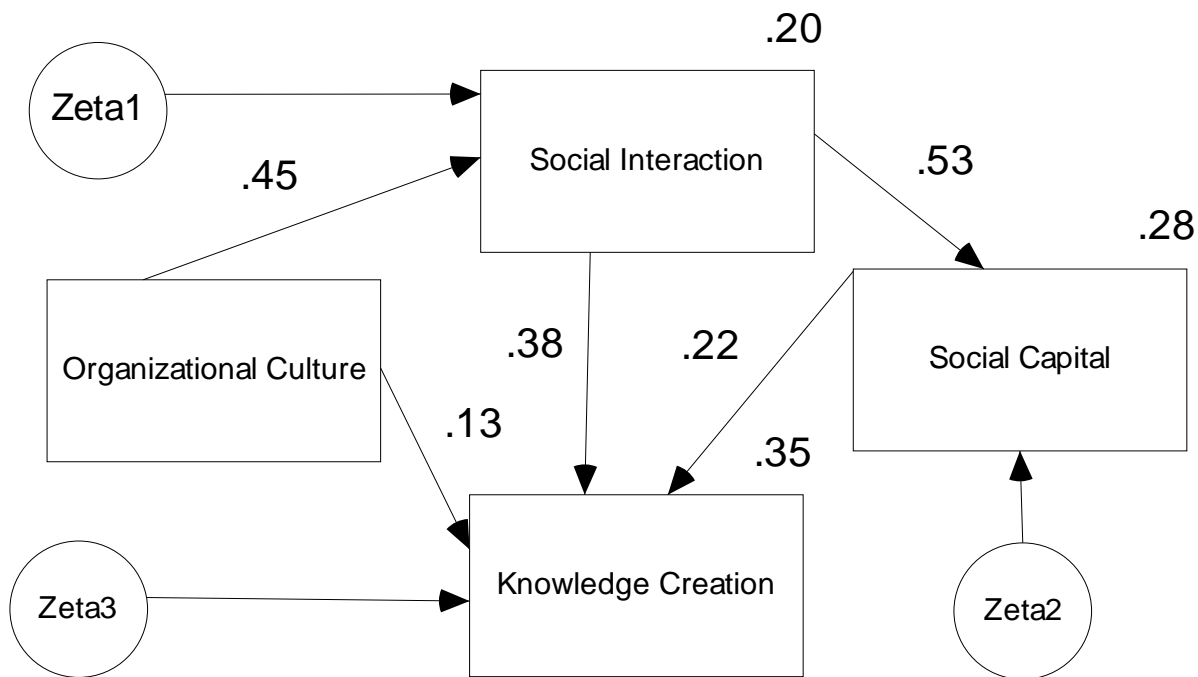 .20
Zeta1
Social Interaction
.45
.53
.28
.38
.22
Organizational Culture
Social Capital
.13
.35
Knowledge Creation
Zeta3
Zeta2